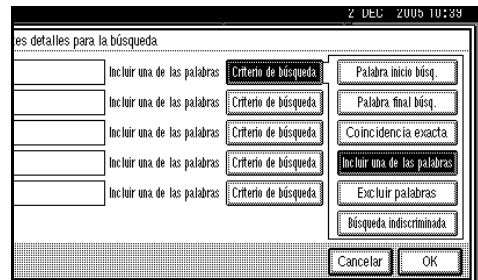 2 DEC 2005 10:39
tes detalles para la búsqueda
Incluir una de las palabras Criterio de búsqueda Palabra inicio búsq.
Incluir una de las palabras Criterio de búsqueda Palabra final búsq.
Incluir una de las palabras Criterio de búsqueda Coincidencia exacta
Incluir una de las palabras Criterio de búsqueda Incluir una de las palabras
Incluir una de las palabras Criterio de búsqueda Excluir palabras
Búsqueda indiscriminada
Cancelar OK